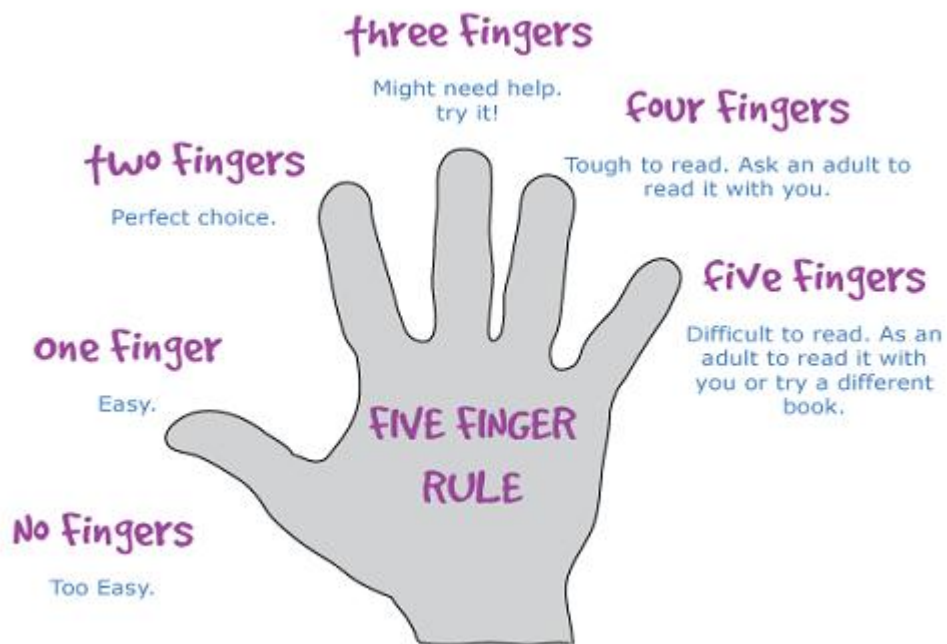 three fingers
Might need help.
try it!
four fingers
Tough to read. Ask an adult to
read it with you.
two fingers
Perfect choice.
five fingers
Difficult to read. As an
adult to read it with
you or try a different
book.
one finger
Easy.
FIVE FINGER
RULE
No fingers
Too Easy.